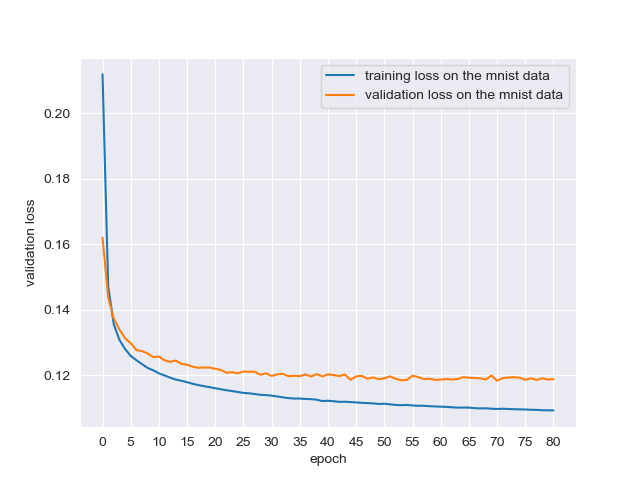 training loss on the mnist data
validation loss on the mnist data
0.20
0.18
0.16
0.14
0.12
validation loss
0 5 10 15 20 25 30 35 40 45 50 55 60 65 70 75 80
epoch